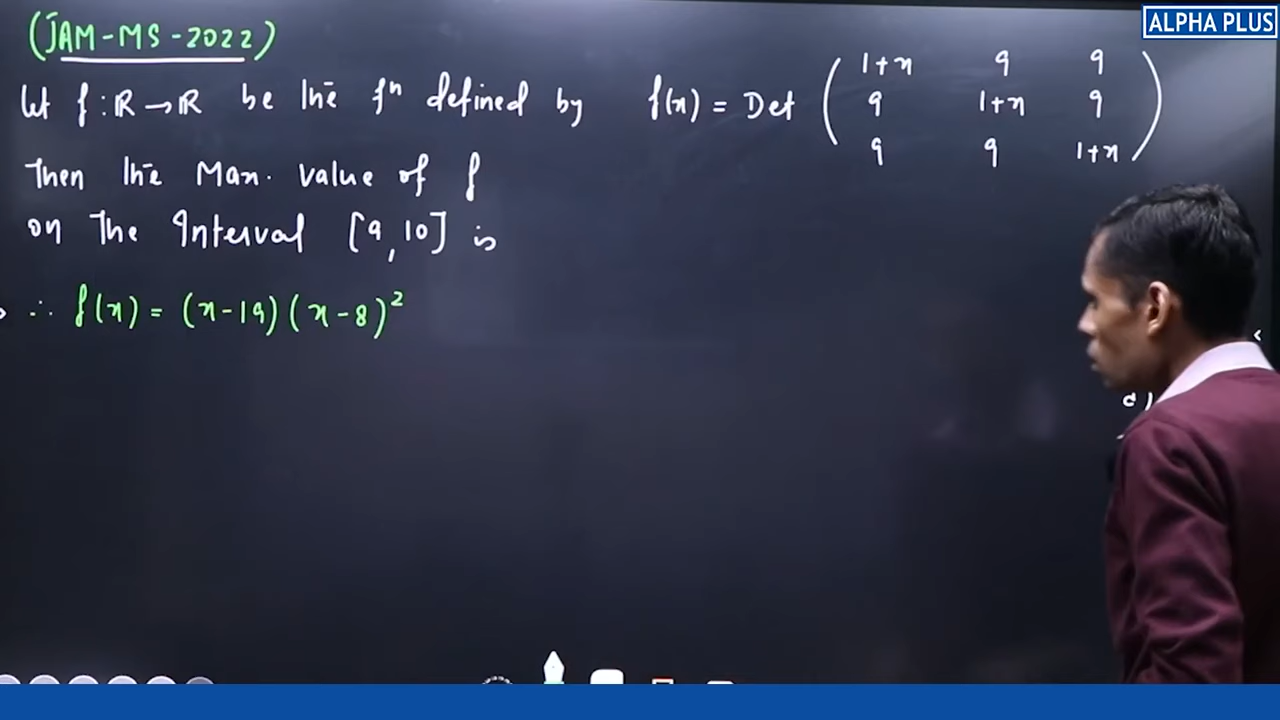 ALPHA PLUS
(JAM-MS-2022)
Let f : ℝ → ℝ be the fⁿ defined by f(x) = Det ( 1+x 9 9
9 1+x 9
9 9 1+x )
Then the Max. value of f
on the Interval [9, 10] is
∴ f(x) = (x-19)(x-8)²
d)